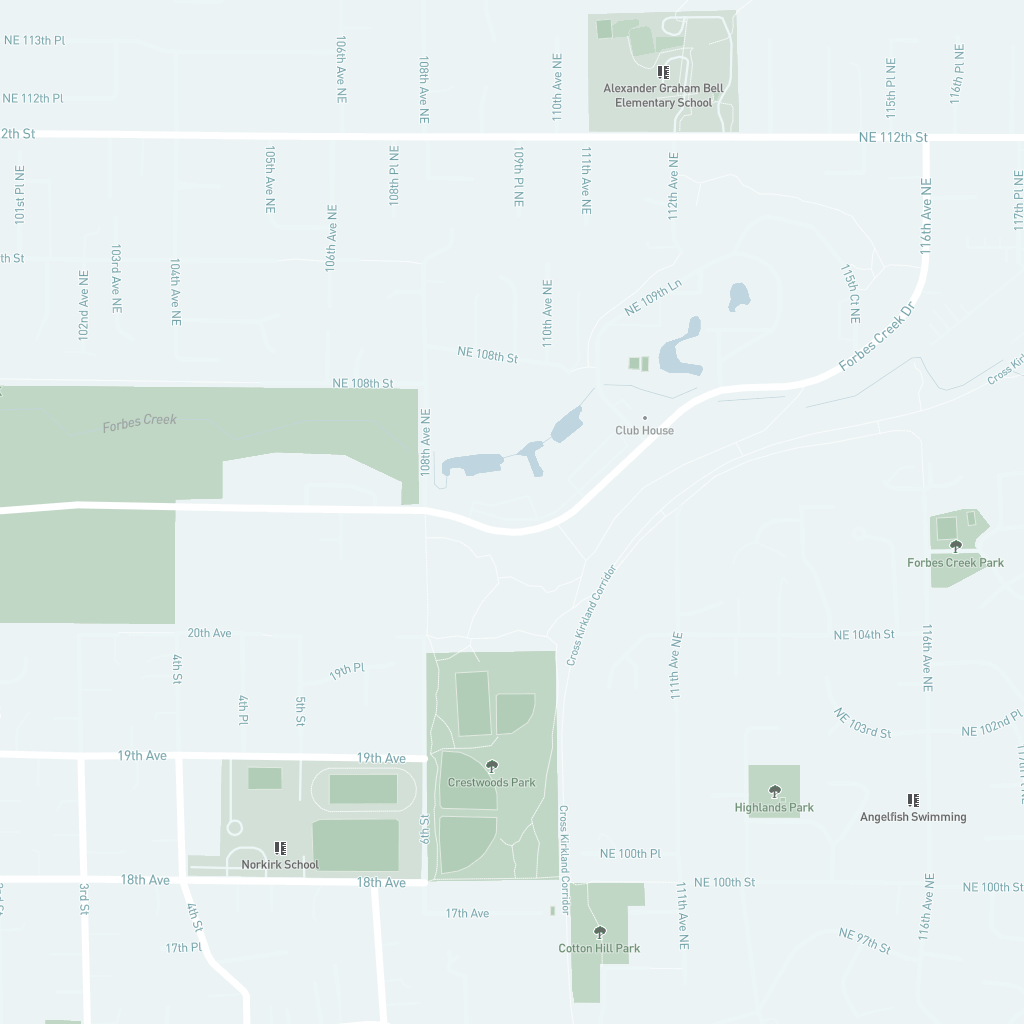 NE 113th Pl
106th Ave NE
108th Ave NE
110th Ave NE
Alexander Graham Bell
Elementary School
115th Pl NE
116th Pl NE
NE 112th Pl
2th St
NE 112th St
101st Pl NE
105th Ave NE
108th Pl NE
109th Pl NE
111th Ave NE
112th Ave NE
116th Ave NE
117th Pl NE
106th Ave NE
th St
102nd Ave NE
103rd Ave NE
104th Ave NE
110th Ave NE
NE 109th Ln
115th Ct NE
Forbes Creek Dr
NE 108th St
Cross Kirk
NE 108th St
Forbes Creek
108th Ave NE
Club House
Forbes Creek Park
Cross Kirkland Corridor
20th Ave
NE 104th St
4th St
19th Pl
111th Ave NE
116th Ave NE
4th Pl
5th St
NE 103rd St
NE 102nd Pl
19th Ave
19th Ave
117th Pl NE
Crestwoods Park
Highlands Park
Angelfish Swimming
6th St
Cross Kirkland Corridor
Norkirk School
NE 100th Pl
18th Ave
18th Ave
NE 100th St
NE 100th St
3rd St
4th St
17th Ave
111th Ave NE
116th Ave NE
17th Pl
Cotton Hill Park
NE 97th St